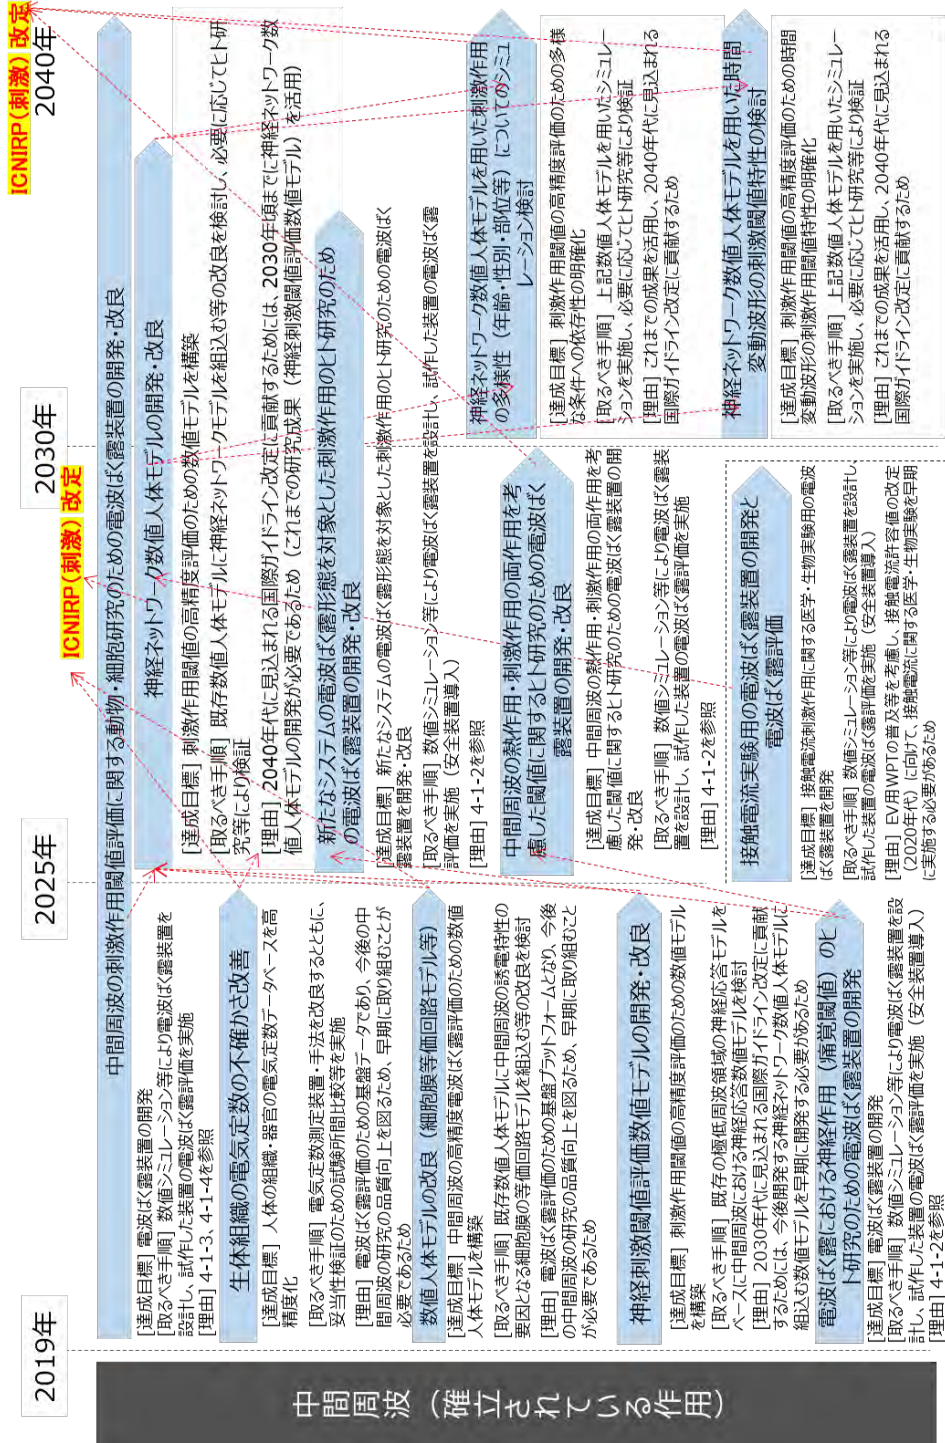 中間周波（確立されている作用）
2019年
2025年
2030年
2040年
ICNIRP(刺激) 改定
ICNIRP(刺激) 改定
中間周波の刺激作用閾値評価に関する動物・細胞研究のための電波ばく露装置の開発・改良
[達成目標] 電波ばく露装置の開発
[取るべき手順] 数値シミュレーション等により電波ばく露装置を
設計し、試作した装置の電波ばく露評価を実施
[理由] 4-1-3、4-1-4を参照
生体組織の電気定数の不確かさ改善
[達成目標] 人体の組織・器官の電気定数データベースを高
精度化
[取るべき手順] 電気定数測定装置・手法を改良するとともに、
妥当性検証のための試験所間比較等を実施
[理由] 電波ばく露評価のための基盤データであり、今後の中
間周波の研究の品質向上を図るため、早期に取り組むことが
必要であるため
数値人体モデルの改良（細胞膜等価回路モデル等）
[達成目標] 中間周波の高精度電波ばく露評価のための数値
人体モデルを構築
[取るべき手順] 既存数値人体モデルに中間周波の誘電特性の
要因となる細胞膜の等価回路モデルを組込む等の改良を検討
[理由] 電波ばく露評価のための基盤プラットフォームとなり、今後
の中間周波の研究の品質向上を図るため、早期に取り組むこと
が必要であるため
神経刺激閾値評価数値モデルの開発・改良
[達成目標] 刺激作用閾値の高精度評価のための数値モデル
を構築
[取るべき手順] 既存の極低周波領域の神経応答モデルを
ベースに中間周波における神経応答数値モデルを検討
[理由] 2030年代に見込まれる国際ガイドライン改定に貢献
するためには、今後開発する神経ネットワーク数値人体モデルに
組込む数値モデルを早期に開発する必要があるため
電波ばく露における神経作用（痛覚閾値）のヒ
ト研究のための電波ばく露装置の開発
[達成目標] 電波ばく露装置の開発
[取るべき手順] 数値シミュレーション等により電波ばく露装置を設
計し、試作した装置の電波ばく露評価を実施（安全装置導入）
[理由] 4-1-2を参照
神経ネットワーク数値人体モデルの開発・改良
[達成目標] 刺激作用閾値の高精度評価のための数値モデルを構築
[取るべき手順] 既存数値人体モデルに神経ネットワークモデルを組込む等の改良を検討し、必要に応じてヒト研
究等により検証
[理由] 2040年代に見込まれる国際ガイドライン改定に貢献するためには、2030年頃までに神経ネットワーク数
値人体モデルの開発が必要であるため（これまでの研究成果（神経刺激閾値評価数値モデル）を活用）
新たなシステムの電波ばく露形態を対象とした刺激作用のヒト研究のため
の電波ばく露装置の開発・改良
[達成目標] 新たなシステムの電波ばく露形態を対象とした刺激作用のヒト研究のための電波ばく
露装置を開発・改良
[取るべき手順] 数値シミュレーション等により電波ばく露装置を設計し、試作した装置の電波ばく露
評価を実施（安全装置導入）
[理由] 4-1-2を参照
中間周波の熱作用・刺激作用の両作用を考
慮した閾値に関するヒト研究のための電波ばく
露装置の開発・改良
[達成目標] 中間周波の熱作用・刺激作用の両作用を考
慮した閾値に関するヒト研究のための電波ばく露装置の開
発・改良
[取るべき手順] 数値シミュレーション等により電波ばく露装
置を設計し、試作した装置の電波ばく露評価を実施
[理由] 4-1-2を参照
接触電流実験用の電波ばく露装置の開発と
電波ばく露評価
[達成目標] 接触電流刺激作用に関する医学・生物実験用の電波
ばく露装置を開発
[取るべき手順] 数値シミュレーション等により電波ばく露装置を設計し、
試作した装置の電波ばく露評価を実施（安全装置導入）
[理由] EV用WPTの普及等を考慮し、接触電流許容値の改定
（2020年代）に向けて、接触電流に関する医学・生物実験を早期
に実施する必要があるため
神経ネットワーク数値人体モデルを用いた刺激作用
の多様性（年齢・性別・部位等）についてのシミュ
レーション検討
[達成目標] 刺激作用閾値の高精度評価のための多様
な条件への依存性の明確化
[取るべき手順] 上記数値人体モデルを用いたシミュレー
ションを実施し、必要に応じてヒト研究等により検証
[理由] これまでの成果を活用し、2040年代に見込まれる
国際ガイドライン改定に貢献するため
神経ネットワーク数値人体モデルを用いた時間
変動波形の刺激閾値特性の検討
[達成目標] 刺激作用閾値の高精度評価のための時間
変動波形の刺激作用閾値特性の明確化
[取るべき手順] 上記数値人体モデルを用いたシミュレー
ションを実施し、必要に応じてヒト研究等により検証
[理由] これまでの成果を活用し、2040年代に見込まれる
国際ガイドライン改定に貢献するため